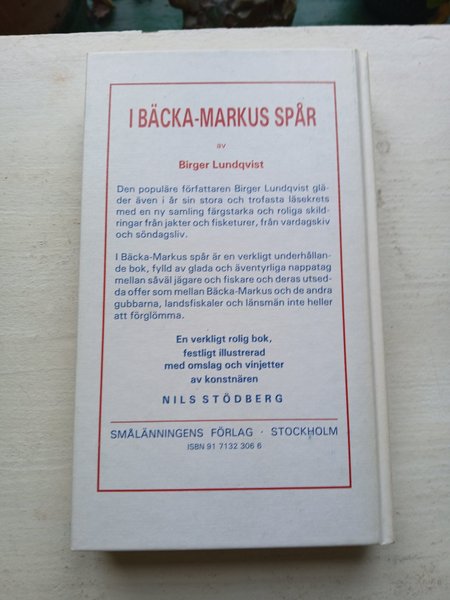 I BÄCKA-MARKUS SPÅR
av
Birger Lundqvist
Den populäre författaren Birger Lundqvist glä-
der även i år sin stora och trofasta läsekrets
med en ny samling färgstarka och roliga skild-
ringar från jakter och fisketurer, från vardagskiv
och söndagsliv.
I Bäcka-Markus spår är en verkligt underhållan-
de bok, fylld av glada och äventyrliga nappatag
mellan såväl jägare och fiskare och deras utsed-
da offer som mellan Bäcka-Markus och de andra
gubbarna, landsfiskaler och länsmän inte heller
att förglömma.
En verkligt rolig bok,
festligt illustrerad
med omslag och vinjetter
av konstnären
NILS STÖDBERG
SMÅLÄNNINGENS FÖRLAG · STOCKHOLM
ISBN 91 7132 306 6